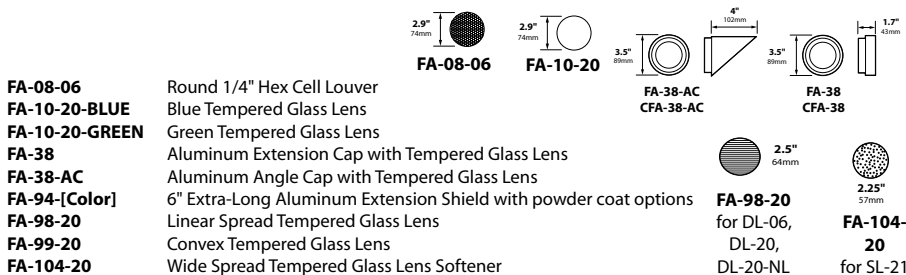 2.9"
74mm
FA-08-06
2.9"
74mm
FA-10-20
4"
102mm
3.5"
89mm
FA-38-AC
CFA-38-AC
1.7"
43mm
3.5"
89mm
FA-38
CFA-38
FA-08-06 Round 1/4" Hex Cell Louver
FA-10-20-BLUE Blue Tempered Glass Lens
FA-10-20-GREEN Green Tempered Glass Lens
FA-38 Aluminum Extension Cap with Tempered Glass Lens
FA-38-AC Aluminum Angle Cap with Tempered Glass Lens
FA-94-[Color] 6" Extra-Long Aluminum Extension Shield with powder coat options
FA-98-20 Linear Spread Tempered Glass Lens
FA-99-20 Convex Tempered Glass Lens
FA-104-20 Wide Spread Tempered Glass Lens Softener
2.5"
64mm
FA-98-20
for DL-06,
DL-20,
DL-20-NL
2.25"
57mm
FA-104-
20
for SL-21